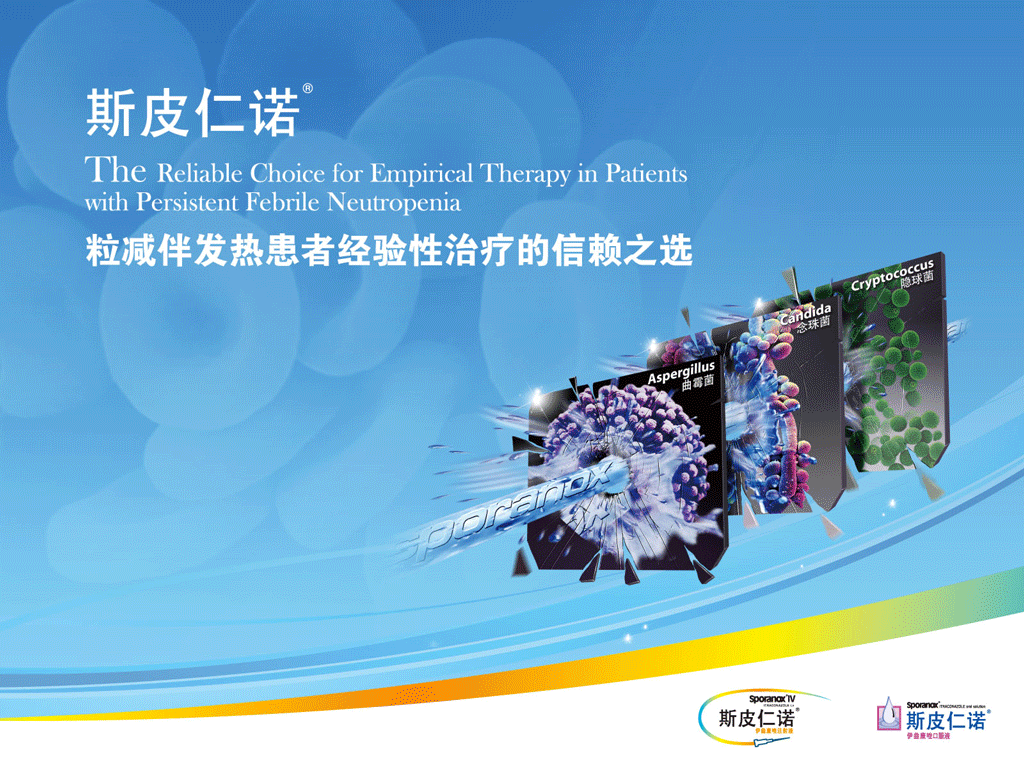 斯皮仁诺®
The Reliable Choice for Empirical Therapy in Patients
with Persistent Febrile Neutropenia
粒减伴发热患者经验性治疗的信赖之选
Cryptococcus
隐球菌
Candida
念珠菌
Aspergillus
曲霉菌
sporanox
Sporanox® IV
ITRACONAZOLE I.V.
斯皮仁诺®
伊曲康唑注射液
Sporanox® ITRACONAZOLE oral solution
斯皮仁诺®
伊曲康唑口服液